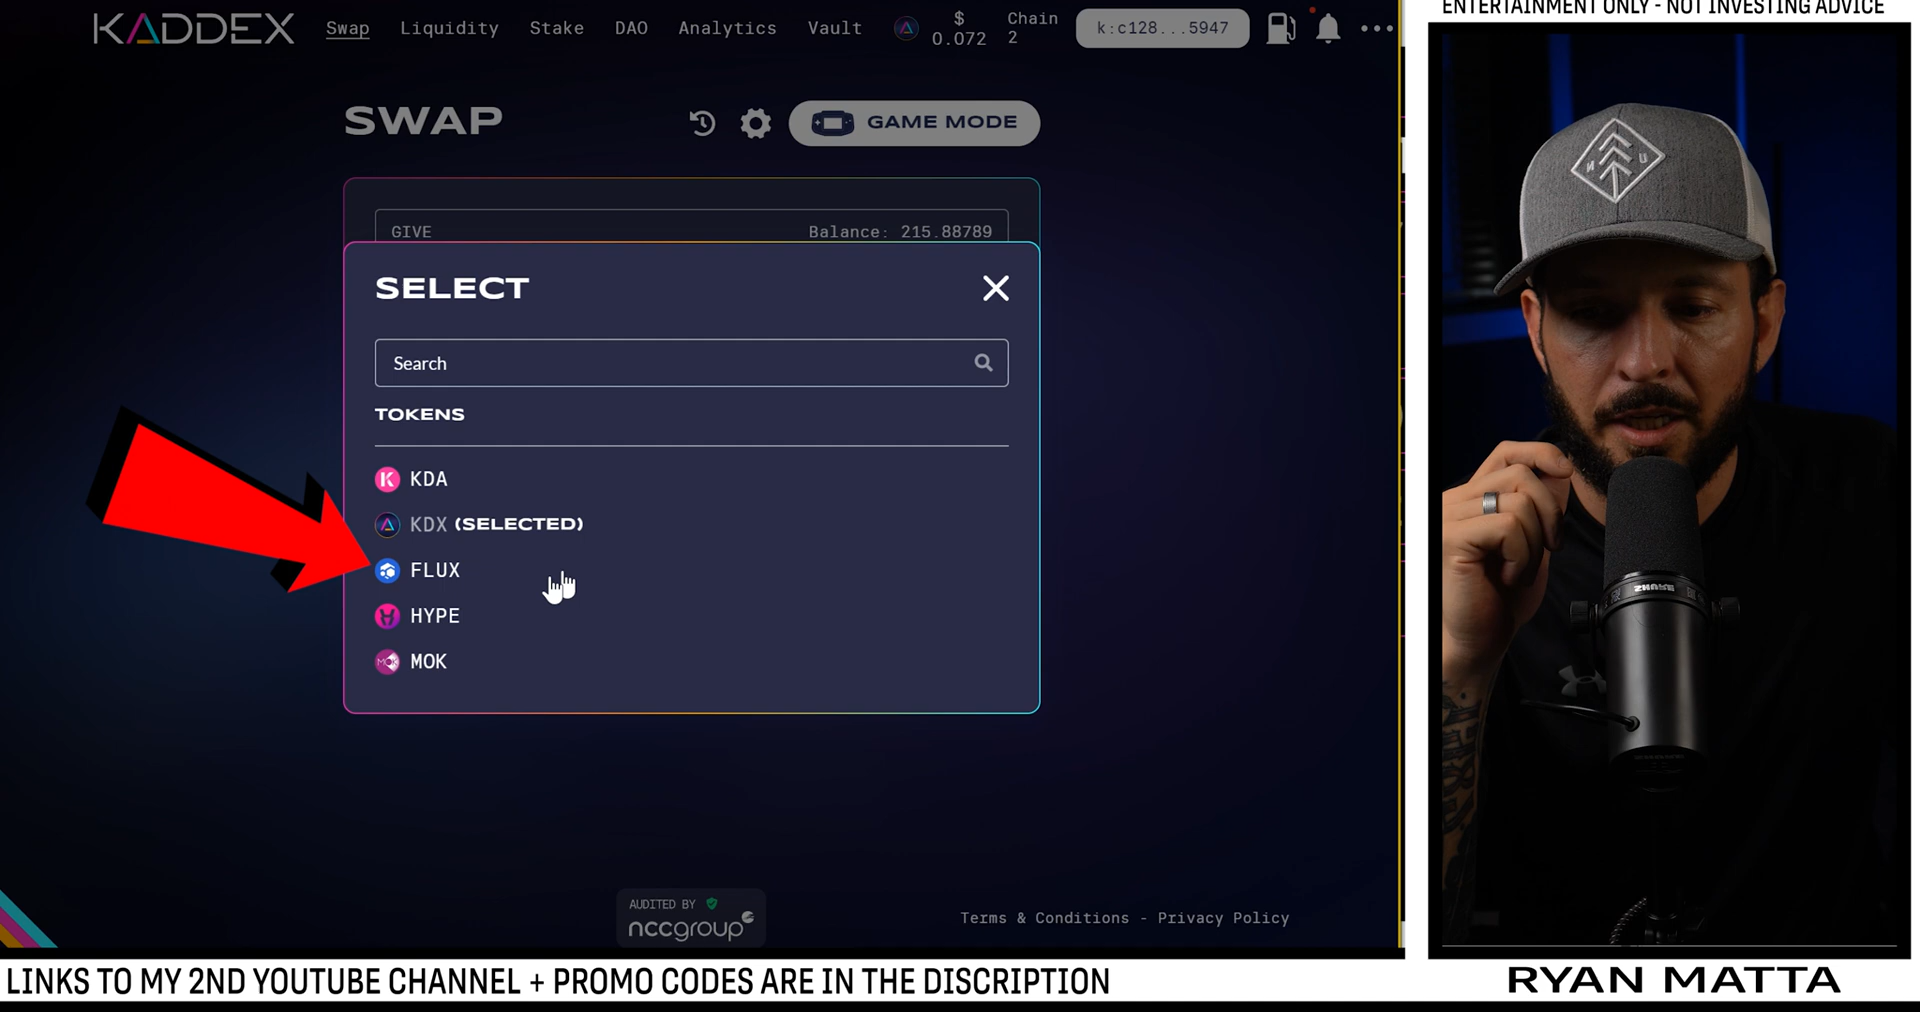 KADDEX
Swap
Liquidity
Stake
DAO
Analytics
Vault
$
0.072
Chain
2
k:c128...5947
SWAP
GAME MODE
GIVE
Balance: 215.88789
SELECT
Search
TOKENS
KDA
KDX (SELECTED)
FLUX
HYPE
MOK
AUDITED BY
nccgroup
Terms & Conditions - Privacy Policy
LINKS TO MY 2ND YOUTUBE CHANNEL + PROMO CODES ARE IN THE DISCRIPTION
ENTERTAINMENT ONLY - NOT INVESTING ADVICE
N U
RYAN MATTA